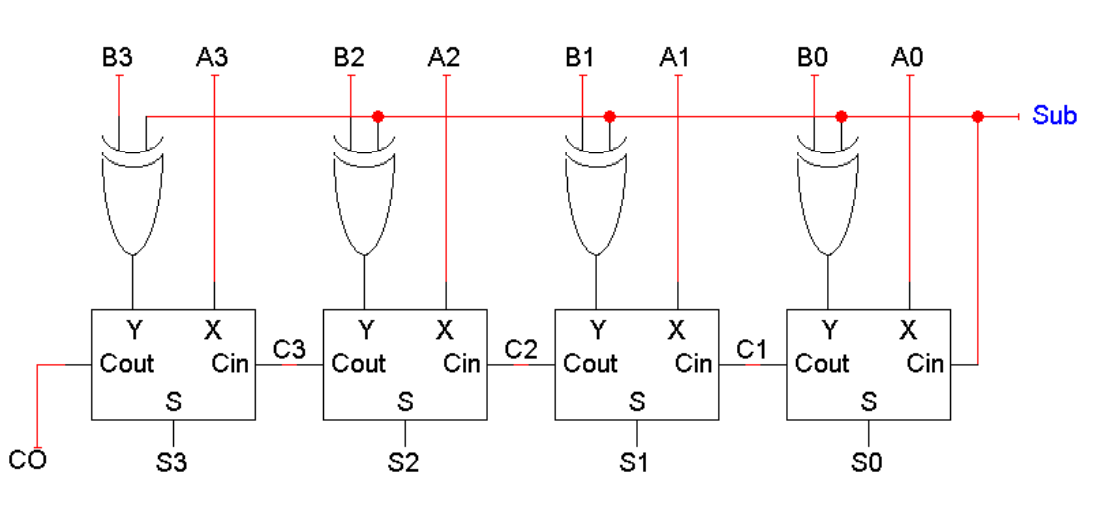 B3 A3 B2 A2 B1 A1 B0 A0
Sub
Y X Y X Y X Y X
C3 C2 C1
Cout Cin Cout Cin Cout Cin Cout Cin
S S S S
CO S3 S2 S1 S0